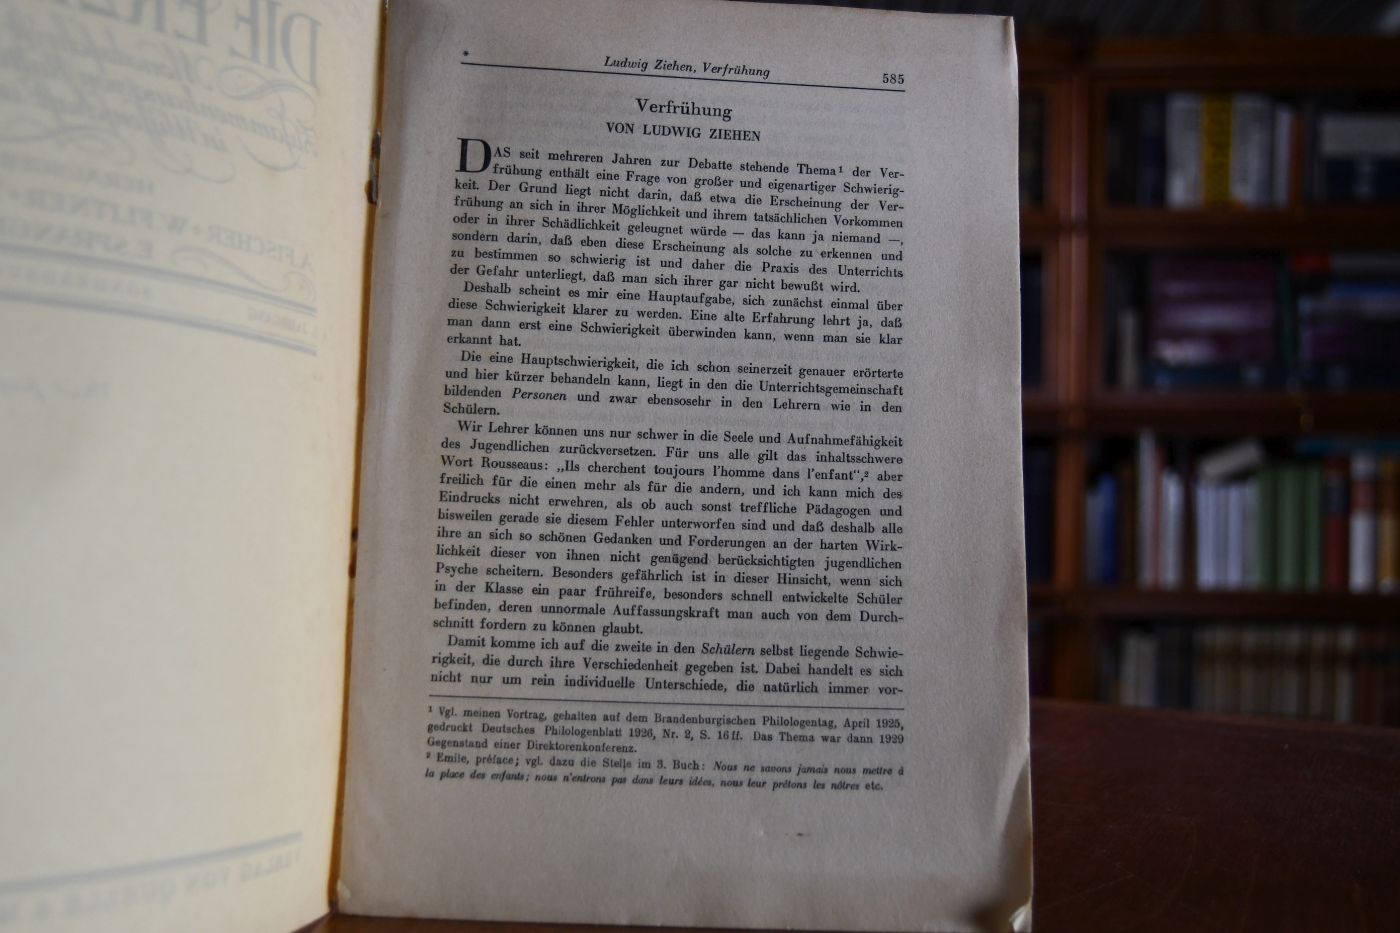 * Ludwig Ziehen, Verfrühung 585
Verfrühung
VON LUDWIG ZIEHEN
DAS seit mehreren Jahren zur Debatte stehende Thema¹ der Ver-
frühung enthält eine Frage von großer und eigenartiger Schwierig-
keit. Der Grund liegt nicht darin, daß etwa die Erscheinung der Ver-
frühung an sich in ihrer Möglichkeit und ihrem tatsächlichen Vorkommen
oder in ihrer Schädlichkeit geleugnet würde — das kann ja niemand —,
sondern darin, daß eben diese Erscheinung als solche zu erkennen und
zu bestimmen so schwierig ist und daher die Praxis des Unterrichts
der Gefahr unterliegt, daß man sich ihrer gar nicht bewußt wird.
Deshalb scheint es mir eine Hauptaufgabe, sich zunächst einmal über
diese Schwierigkeit klarer zu werden. Eine alte Erfahrung lehrt ja, daß
man dann erst eine Schwierigkeit überwinden kann, wenn man sie klar
erkannt hat.
Die eine Hauptschwierigkeit, die ich schon seinerzeit genauer erörterte
und hier kürzer behandeln kann, liegt in den die Unterrichtsgemeinschaft
bildenden Personen und zwar ebensosehr in den Lehrern wie in den
Schülern.
Wir Lehrer können uns nur schwer in die Seele und Aufnahmefähigkeit
des Jugendlichen zurückversetzen. Für uns alle gilt das inhaltsschwere
Wort Rousseaus: „Ils cherchent toujours l'homme dans l'enfant“,² aber
freilich für die einen mehr als für die andern, und ich kann mich des
Eindrucks nicht erwehren, als ob auch sonst treffliche Pädagogen und
bisweilen gerade sie diesem Fehler unterworfen sind und daß deshalb alle
ihre an sich so schönen Gedanken und Forderungen an der harten Wirk-
lichkeit dieser von ihnen nicht genügend berücksichtigten jugendlichen
Psyche scheitern. Besonders gefährlich ist in dieser Hinsicht, wenn sich
in der Klasse ein paar frühreife, besonders schnell entwickelte Schüler
befinden, deren unnormale Auffassungskraft man auch von dem Durch-
schnitt fordern zu können glaubt.
Damit komme ich auf die zweite in den Schülern selbst liegende Schwie-
rigkeit, die durch ihre Verschiedenheit gegeben ist. Dabei handelt es sich
nicht nur um rein individuelle Unterschiede, die natürlich immer vor-
¹ Vgl. meinen Vortrag, gehalten auf dem Brandenburgischen Philologentag, April 1925,
gedruckt Deutsches Philologenblatt 1926, Nr. 2, S. 16 ff. Das Thema war dann 1929
Gegenstand einer Direktorenkonferenz.
² Emile, préface; vgl. dazu die Stelle im 3. Buch: Nous ne savons jamais nous mettre à
la place des enfants; nous n'entrons pas dans leurs idées, nous leur prêtons les nôtres etc.